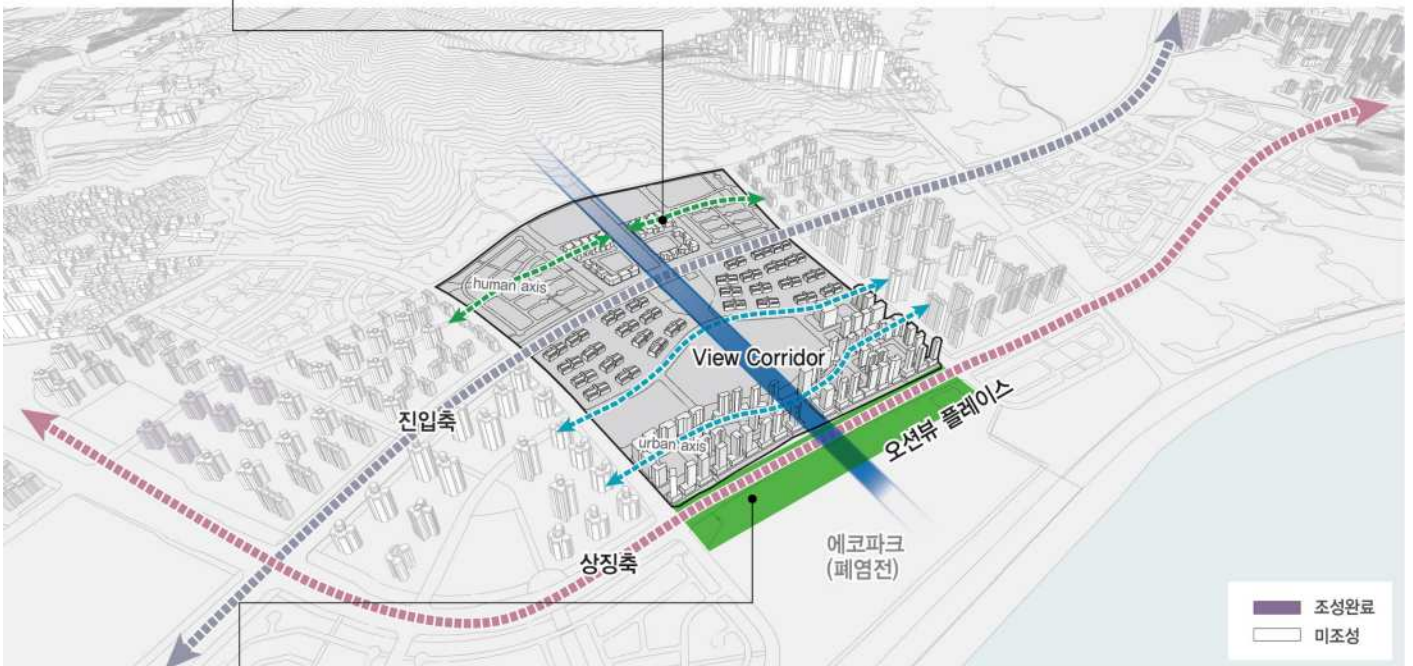 human axis
View Corridor
진입축
urban axis
오션뷰 플레이스
상징축
에코파크
(폐염전)
조성완료
미조성